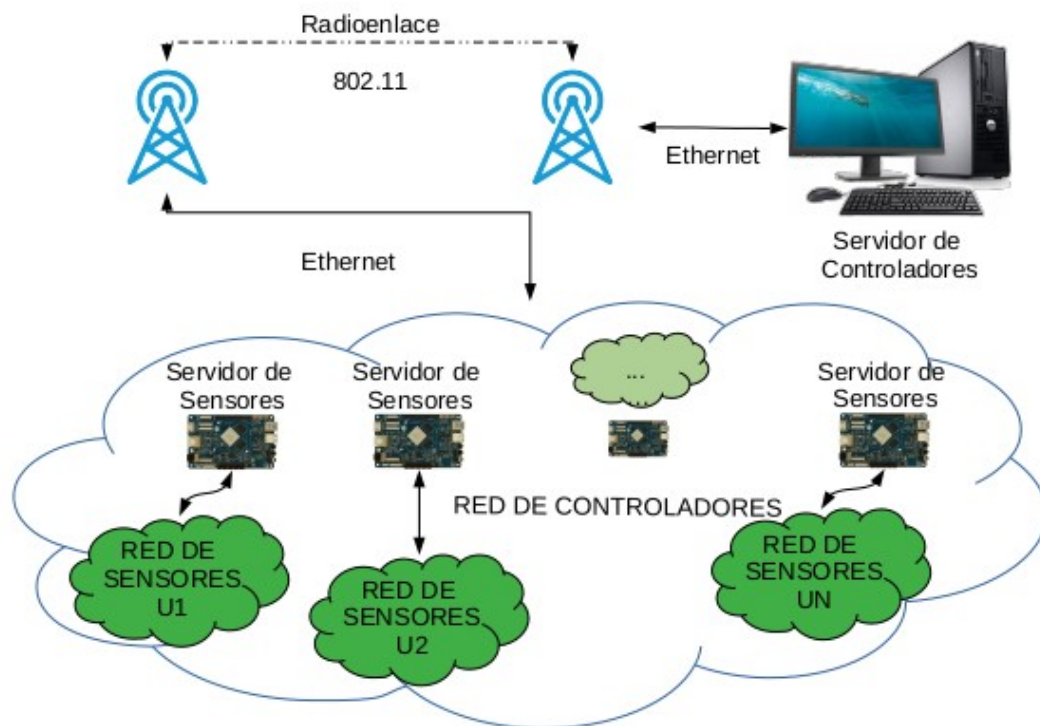 Radioenlace
802.11
Ethernet
Servidor de
Controladores
Ethernet
...
Servidor de
Sensores
Servidor de
Sensores
Servidor de
Sensores
RED DE CONTROLADORES
RED DE
SENSORES
U1
RED DE
SENSORES
U2
RED DE
SENSORES
UN